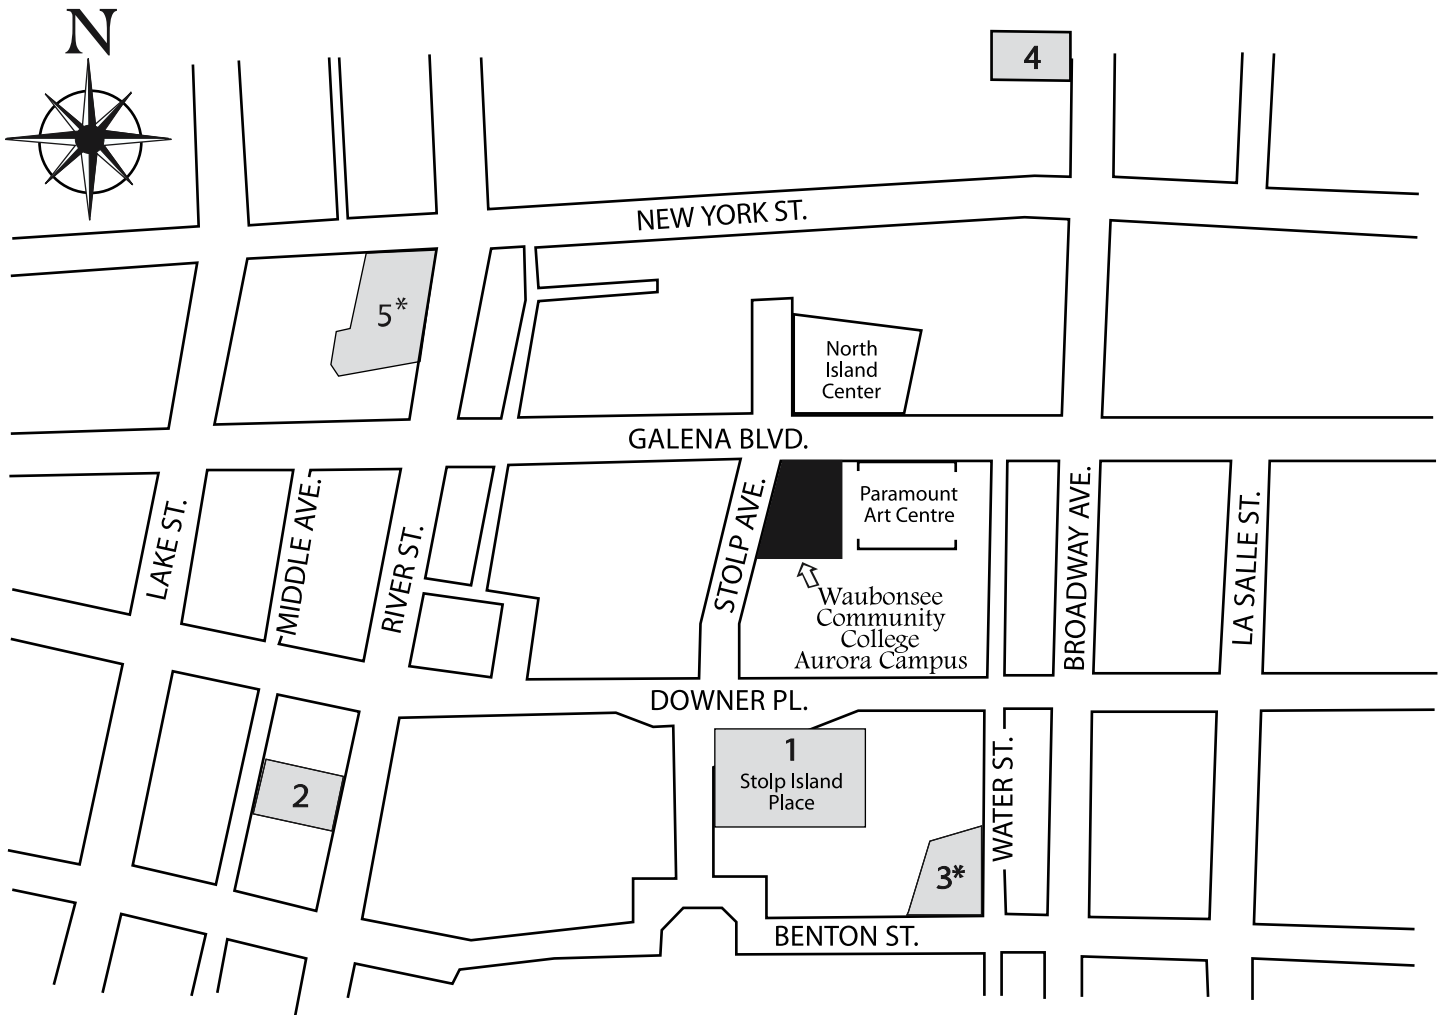 N
4
NEW YORK ST.
5*
North
Island
Center
GALENA BLVD.
LAKE ST.
MIDDLE AVE.
RIVER ST.
STOLP AVE.
Paramount
Art Centre
BROADWAY AVE.
LA SALLE ST.
Waubonsee
Community
College
Aurora Campus
DOWNER PL.
1
Stolp Island
Place
2
WATER ST.
3*
BENTON ST.